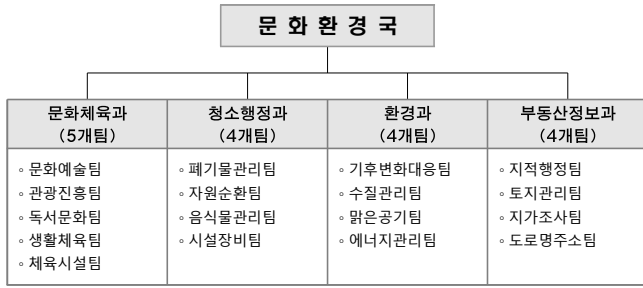 문 화 환 경 국
문화체육과
(5개팀)
청소행정과
(4개팀)
환경과
(4개팀)
부동산정보과
(4개팀)
◦ 문화예술팀
◦ 관광진흥팀
◦ 독서문화팀
◦ 생활체육팀
◦ 체육시설팀
◦ 폐기물관리팀
◦ 자원순환팀
◦ 음식물관리팀
◦ 시설장비팀
◦ 기후변화대응팀
◦ 수질관리팀
◦ 맑은공기팀
◦ 에너지관리팀
◦ 지적행정팀
◦ 토지관리팀
◦ 지가조사팀
◦ 도로명주소팀